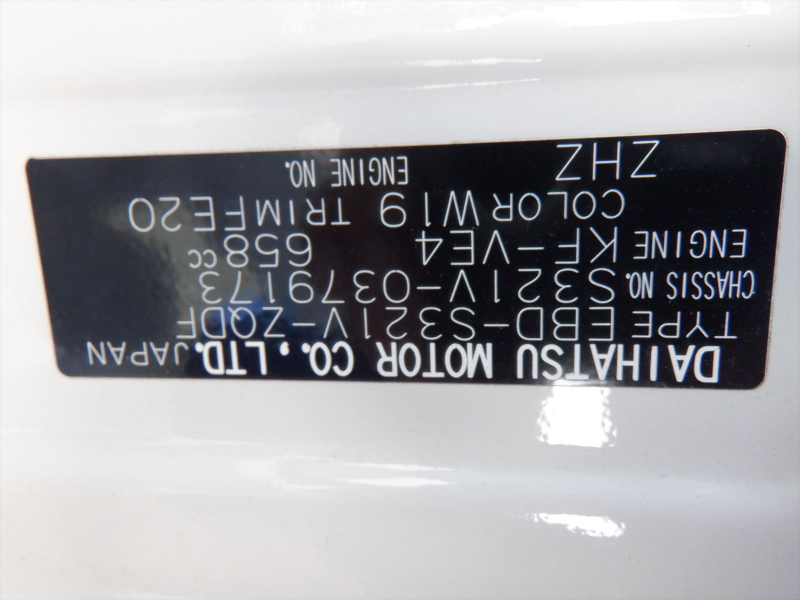 DAIHATSU MOTOR CO., LTD. JAPAN
TYPE EBD-S321V-ZQDF
CHASSIS NO. S321V-0379173
ENGINE KF-VE4 658cc
COLOR W19 TRIM FE20
ZHZ ENGINE NO.